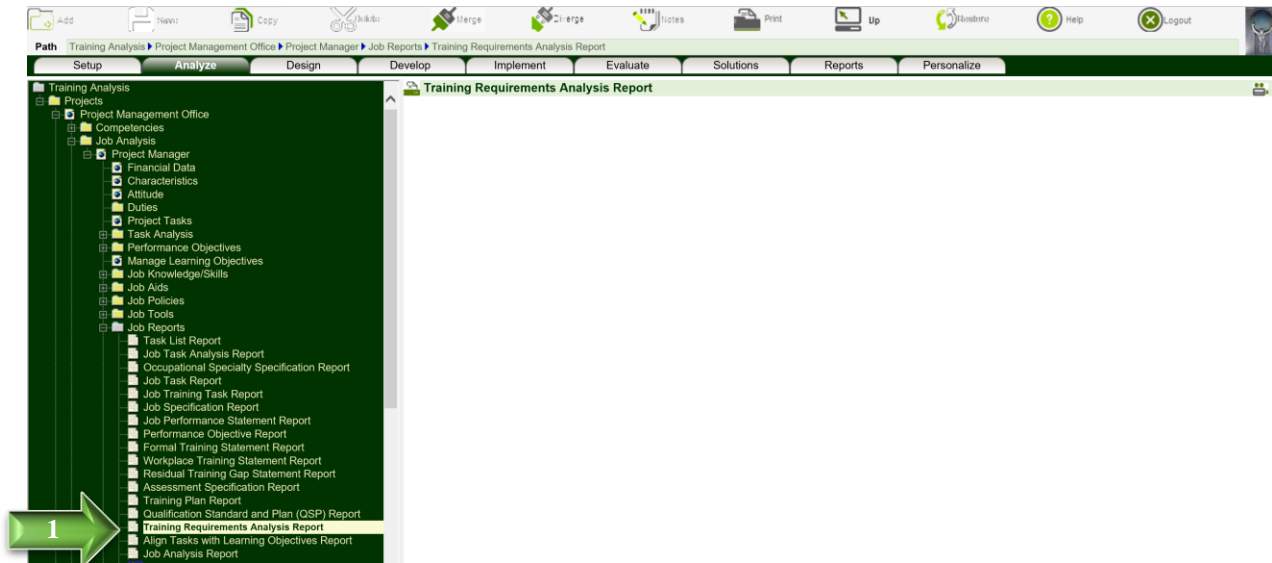 Add Copy Merge Notes Print Up Restore Help Logout
Path Training Analysis Project Management Office Project Manager Job Reports Training Requirements Analysis Report
Setup Analyze Design Develop Implement Evaluate Solutions Reports Personalize
Training Analysis
Projects
Project Management Office
Competencies
Job Analysis
Project Manager
Financial Data
Characteristics
Attitude
Duties
Project Tasks
Task Analysis
Performance Objectives
Manage Learning Objectives
Job Knowledge/Skills
Job Aids
Job Policies
Job Tools
Job Reports
Task List Report
Job Task Analysis Report
Occupational Specialty Specification Report
Job Task Report
Job Training Task Report
Job Specification Report
Job Performance Statement Report
Performance Objective Report
Formal Training Statement Report
Workplace Training Statement Report
Residual Training Gap Statement Report
Assessment Specification Report
Training Plan Report
Qualification Standard and Plan (QSP) Report
1 Training Requirements Analysis Report
Align Tasks with Learning Objectives Report
Job Analysis Report
Training Requirements Analysis Report